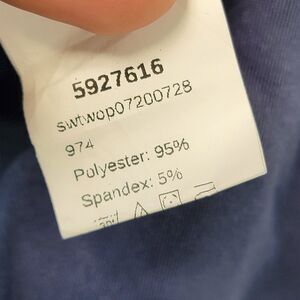 5927616
swtwop07200728
974
Polyester: 95%
Spandex: 5%